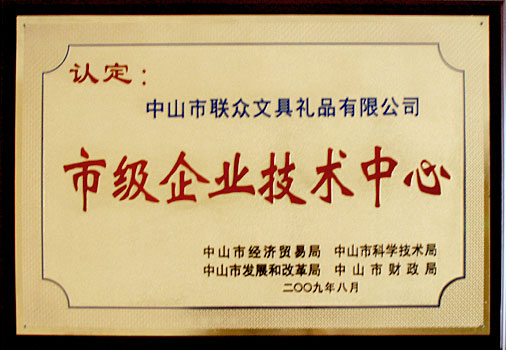 认定：
中山市联众文具礼品有限公司
市级企业技术中心
中山市经济贸易局 中山市科学技术局
中山市发展和改革局 中山市财政局
二〇〇九年八月